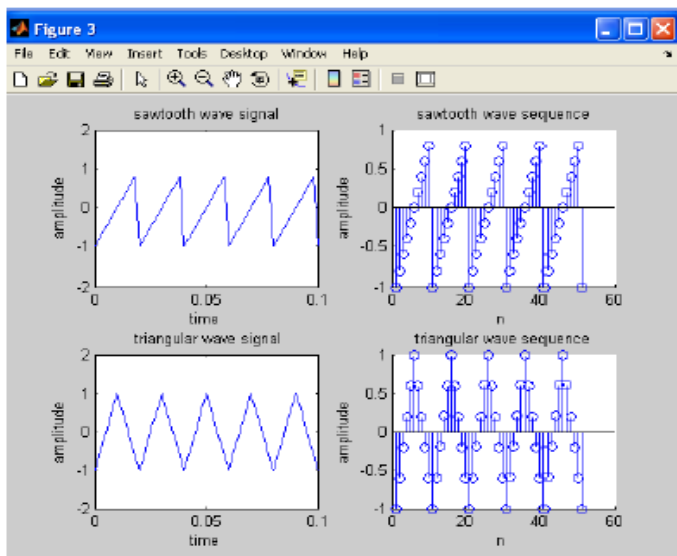 Figure 3
File Edit View Insert Tools Desktop Window Help
sawtooth wave signal
2
1
0
-1
-2
amplitude
0
0.05
0.1
time
sawtooth wave sequence
1
0.5
0
-0.5
-1
amplitude
0
20
40
60
n
triangular wave signal
2
1
0
-1
-2
amplitude
0
0.05
0.1
time
triangular wave sequence
1
0.5
0
-0.5
-1
amplitude
0
20
40
60
n